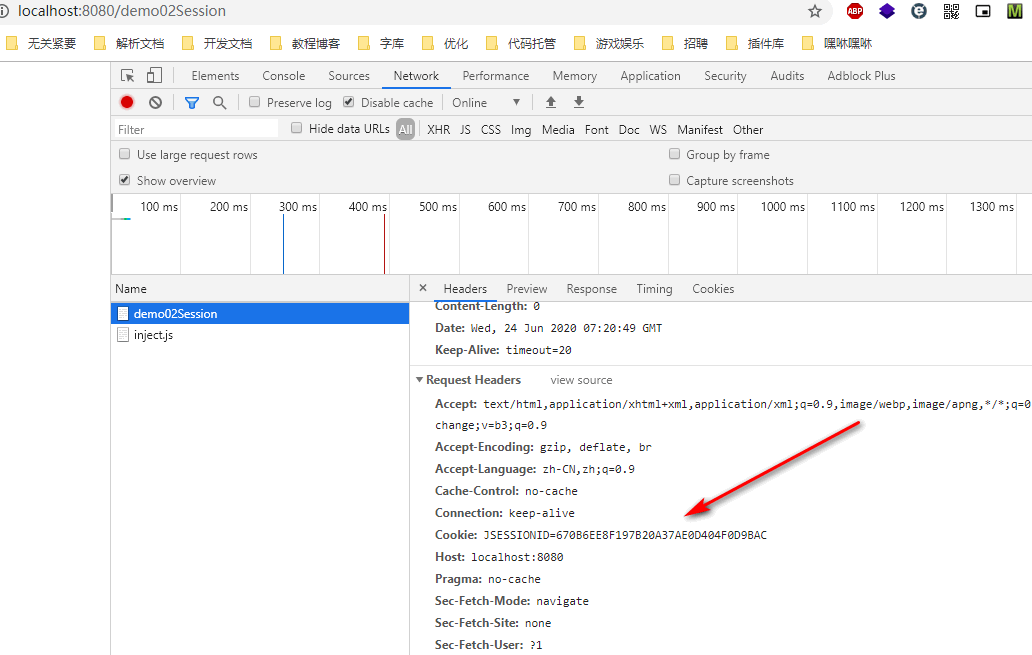 localhost:8080/demo02Session
ABP
M
无关紧要 解析文档 开发文档 教程博客 字库 优化 代码托管 游戏娱乐 招聘 插件库 嘿咻嘿咻
Elements Console Sources Network Performance Memory Application Security Audits Adblock Plus
Preserve log Disable cache Online
Filter Hide data URLs All XHR JS CSS Img Media Font Doc WS Manifest Other
Use large request rows Group by frame
Show overview Capture screenshots
100 ms 200 ms 300 ms 400 ms 500 ms 600 ms 700 ms 800 ms 900 ms 1000 ms 1100 ms 1200 ms 1300 ms
Name × Headers Preview Response Timing Cookies
demo02Session
inject.js
Content-Length: 0
Date: Wed, 24 Jun 2020 07:20:49 GMT
Keep-Alive: timeout=20
Request Headers view source
Accept: text/html,application/xhtml+xml,application/xml;q=0.9,image/webp,image/apng,*/*;q=0
change;v=b3;q=0.9
Accept-Encoding: gzip, deflate, br
Accept-Language: zh-CN,zh;q=0.9
Cache-Control: no-cache
Connection: keep-alive
Cookie: JSESSIONID=670B6EE8F197B20A37AE0D404F0D9BAC
Host: localhost:8080
Pragma: no-cache
Sec-Fetch-Mode: navigate
Sec-Fetch-Site: none
Sec-Fetch-User: ?1